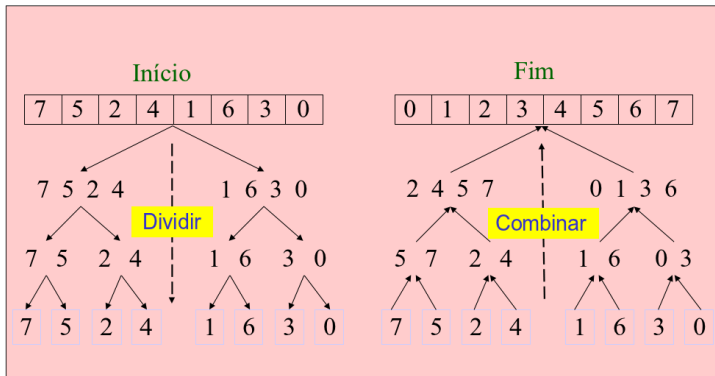 Início
7 5 2 4 1 6 3 0
7 5 2 4 1 6 3 0
Dividir
7 5 2 4 1 6 3 0
7 5 2 4 1 6 3 0
Fim
0 1 2 3 4 5 6 7
2 4 5 7 0 1 3 6
Combinar
5 7 2 4 1 6 0 3
7 5 2 4 1 6 3 0